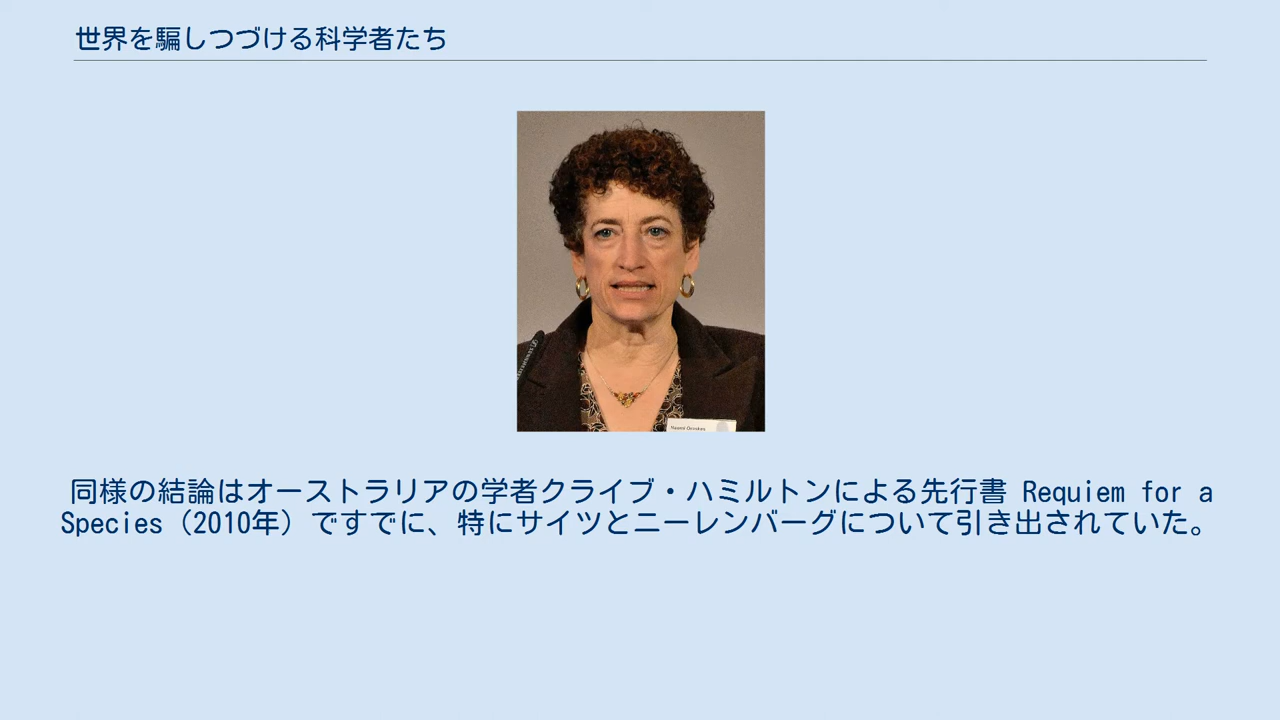 世界を騙しつづける科学者たち
Naomi Oreskes
同様の結論はオーストラリアの学者クライブ・ハミルトンによる先行書 Requiem for a
Species（2010年）ですでに、特にサイツとニーレンバーグについて引き出されていた。